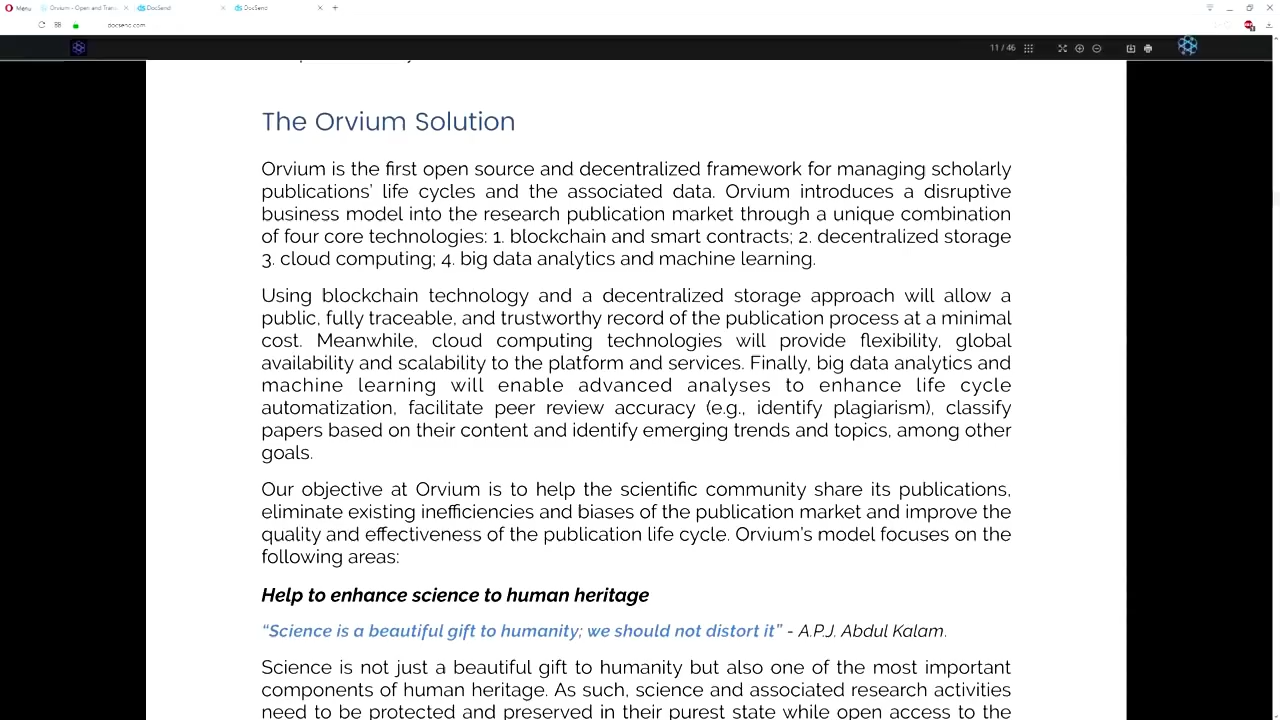 Menu
Orvium - Open and Tran
DocSend
DocSend
docsend.com
11 / 46
The Orvium Solution
Orvium is the first open source and decentralized framework for managing scholarly
publications' life cycles and the associated data. Orvium introduces a disruptive
business model into the research publication market through a unique combination
of four core technologies: 1. blockchain and smart contracts; 2. decentralized storage
3. cloud computing; 4. big data analytics and machine learning.
Using blockchain technology and a decentralized storage approach will allow a
public, fully traceable, and trustworthy record of the publication process at a minimal
cost. Meanwhile, cloud computing technologies will provide flexibility, global
availability and scalability to the platform and services. Finally, big data analytics and
machine learning will enable advanced analyses to enhance life cycle
automatization, facilitate peer review accuracy (e.g., identify plagiarism), classify
papers based on their content and identify emerging trends and topics, among other
goals.
Our objective at Orvium is to help the scientific community share its publications,
eliminate existing inefficiencies and biases of the publication market and improve the
quality and effectiveness of the publication life cycle. Orvium's model focuses on the
following areas:
Help to enhance science to human heritage
“Science is a beautiful gift to humanity; we should not distort it” - A.P.J. Abdul Kalam.
Science is not just a beautiful gift to humanity but also one of the most important
components of human heritage. As such, science and associated research activities
need to be protected and preserved in their purest state while open access to the